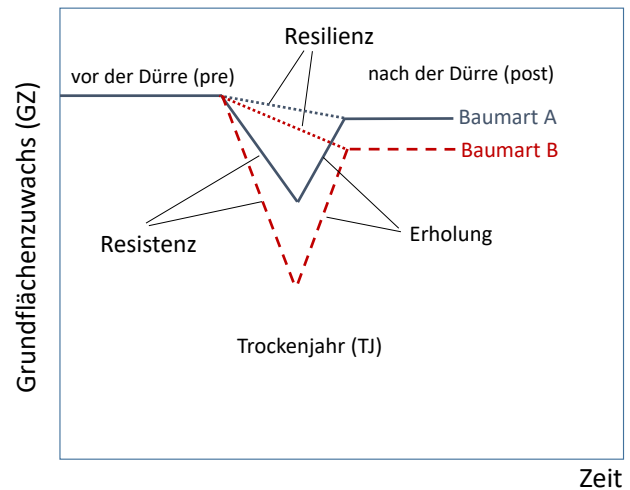 Resilienz
vor der Dürre (pre)
nach der Dürre (post)
Baumart A
Baumart B
Resistenz
Erholung
Trockenjahr (TJ)
Grundflächenzuwachs (GZ)
Zeit